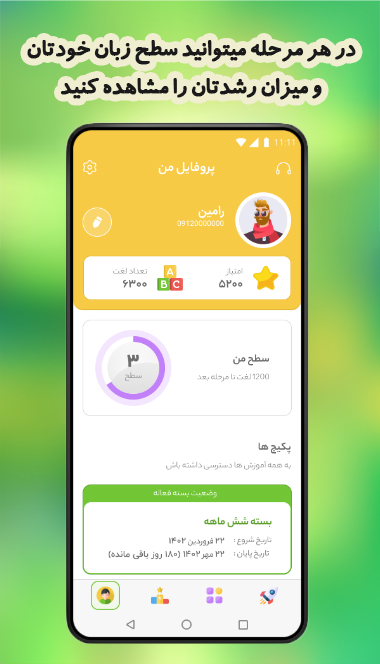 در هر مرحله میتوانید سطح زبان خودتان
و میزان رشدتان را مشاهده کنید
11:11
پروفایل من
رامین
09120000000
امتیاز
۵۲۰۰
تعداد لغت
۶۳۰۰
A
B C
سطح من
1200 لغت تا مرحله بعد
۳
سطح
پکیج ها
به همه آموزش ها دسترسی داشته باش
وضعیت بسته فعاله
بسته شش ماهه
تاریخ شروع : ۲۲ فروردین ۱۴۰۲
تاریخ پایان : ۲۲ مهر ۱۴۰۲ (۱۸۰ روز باقی مانده)